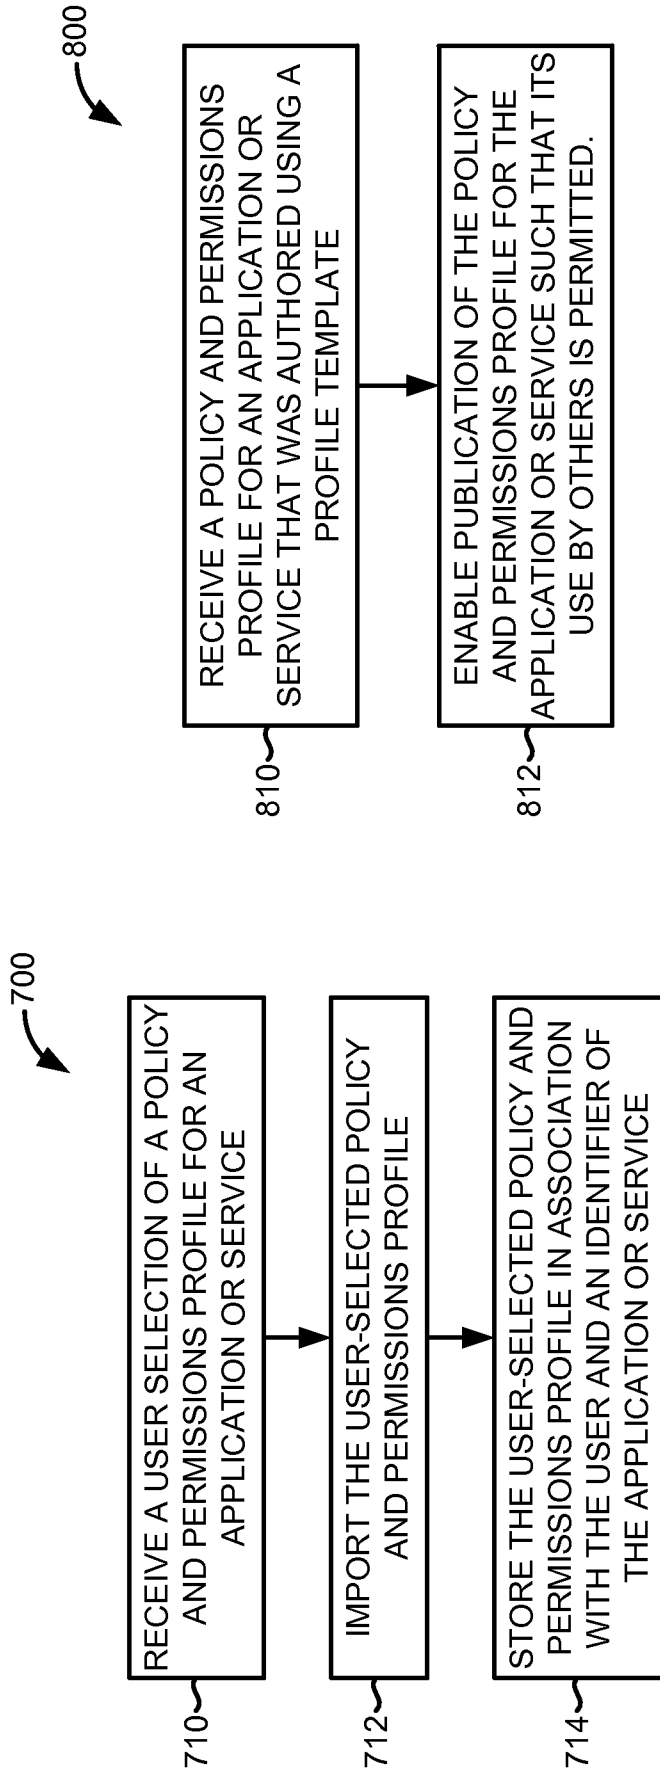 700
710
RECEIVE A USER SELECTION OF A POLICY
AND PERMISSIONS PROFILE FOR AN
APPLICATION OR SERVICE
712
IMPORT THE USER-SELECTED POLICY
AND PERMISSIONS PROFILE
714
STORE THE USER-SELECTED POLICY AND
PERMISSIONS PROFILE IN ASSOCIATION
WITH THE USER AND AN IDENTIFIER OF
THE APPLICATION OR SERVICE
800
810
RECEIVE A POLICY AND PERMISSIONS
PROFILE FOR AN APPLICATION OR
SERVICE THAT WAS AUTHORED USING A
PROFILE TEMPLATE
812
ENABLE PUBLICATION OF THE POLICY
AND PERMISSIONS PROFILE FOR THE
APPLICATION OR SERVICE SUCH THAT ITS
USE BY OTHERS IS PERMITTED.